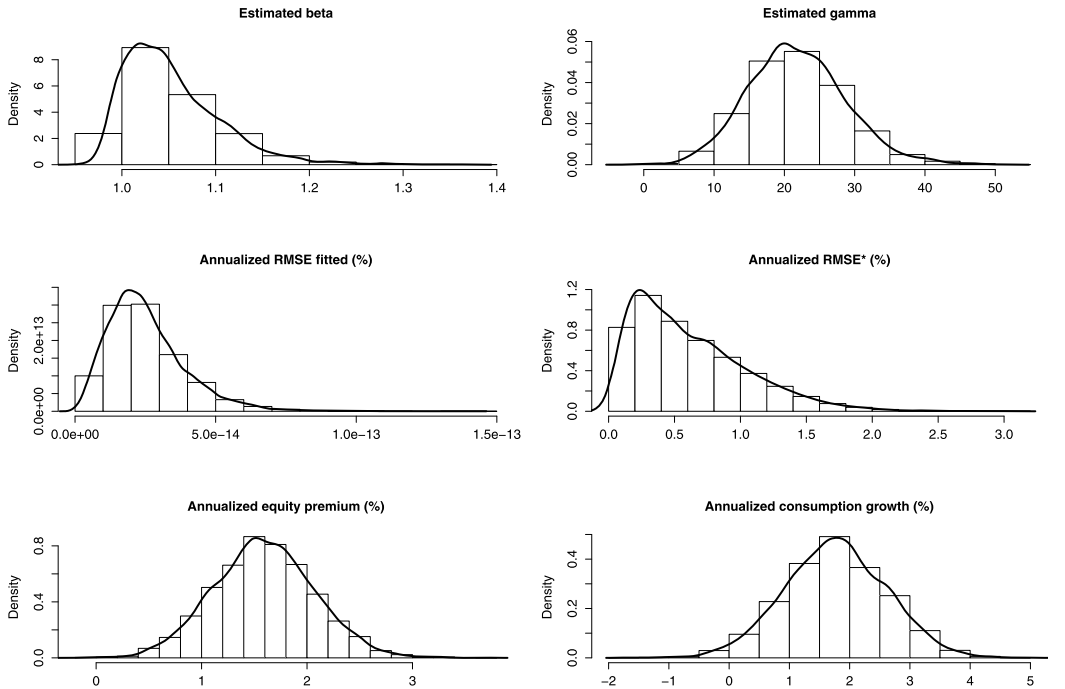 Estimated beta
Density
0 2 4 6 8
1.0 1.1 1.2 1.3 1.4
Estimated gamma
Density
0.00 0.02 0.04 0.06
0 10 20 30 40 50
Annualized RMSE fitted (%)
Density
0.0e+00 2.0e+13
0.0e+00 5.0e−14 1.0e−13 1.5e−13
Annualized RMSE* (%)
Density
0.0 0.4 0.8 1.2
0.0 0.5 1.0 1.5 2.0 2.5 3.0
Annualized equity premium (%)
Density
0.0 0.4 0.8
0 1 2 3
Annualized consumption growth (%)
Density
0.0 0.2 0.4
−2 −1 0 1 2 3 4 5